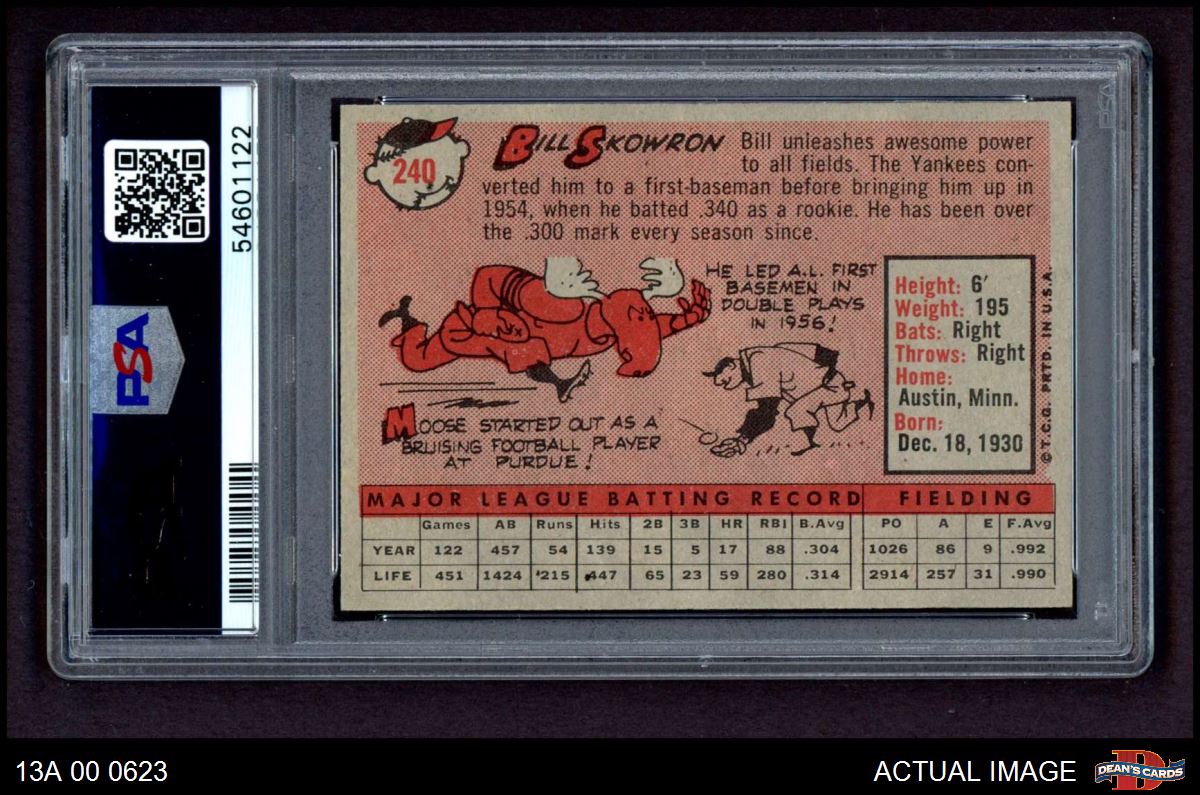 54601122
PSA
240
BILL SKOWRON
Bill unleashes awesome power
to all fields. The Yankees con-
verted him to a first-baseman before bringing him up in
1954, when he batted .340 as a rookie. He has been over
the .300 mark every season since.
HE LED A.L. FIRST
BASEMEN IN
DOUBLE PLAYS
IN 1956!
MOOSE STARTED OUT AS A
BRUISING FOOTBALL PLAYER
AT PURDUE!
Height: 6'
Weight: 195
Bats: Right
Throws: Right
Home:
Austin, Minn.
Born:
Dec. 18, 1930
© T.C.G. PRTD. IN U.S.A.
MAJOR LEAGUE BATTING RECORD FIELDING
Games AB Runs Hits 2B 3B HR RBI B.Avg PO A E F.Avg
YEAR 122 457 54 139 15 5 17 88 .304 1026 86 9 .992
LIFE 451 1424 215 447 65 23 59 280 .314 2914 257 31 .990
PSA
13A 00 0623
ACTUAL IMAGE
D
DEAN'S CARDS